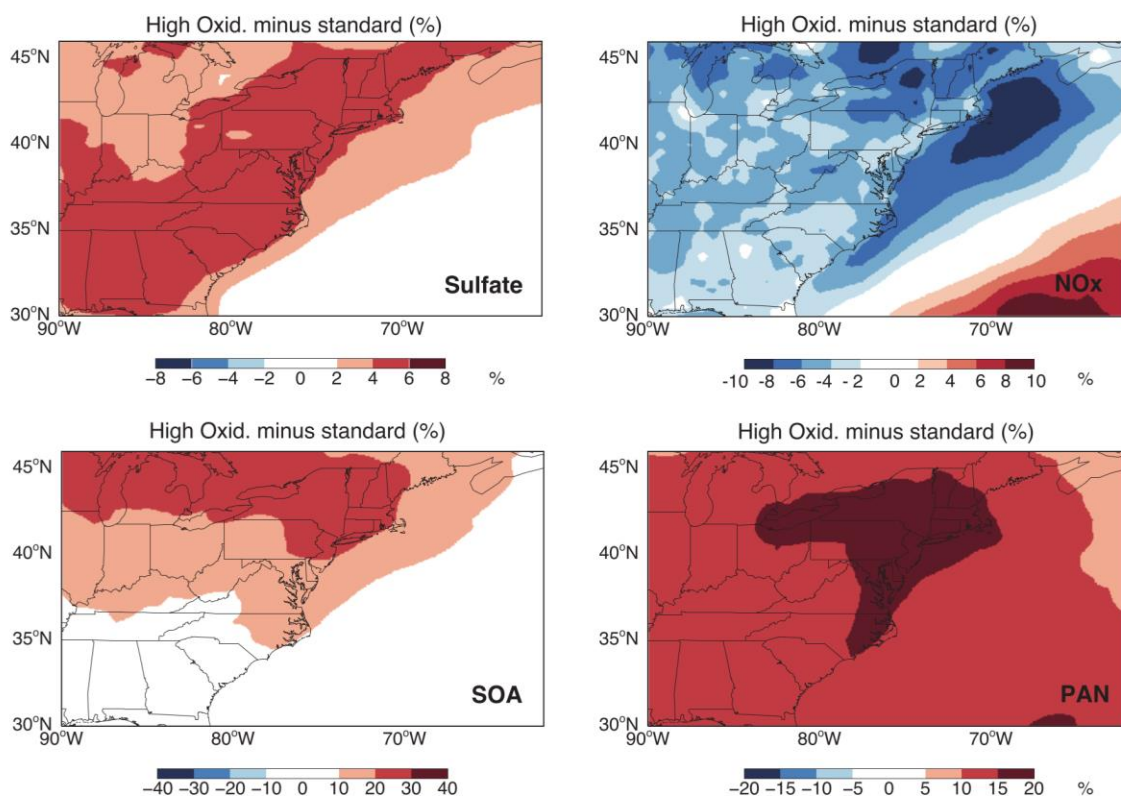 High Oxid. minus standard (%)
45°N
40°N
35°N
30°N
90°W 80°W 70°W
Sulfate
−8 −6 −4 −2 0 2 4 6 8 %
High Oxid. minus standard (%)
45°N
40°N
35°N
30°N
90°W 80°W 70°W
NOx
-10 -8 -6 -4 -2 0 2 4 6 8 10 %
High Oxid. minus standard (%)
45°N
40°N
35°N
30°N
90°W 80°W 70°W
SOA
−40 −30 −20 −10 0 10 20 30 40
High Oxid. minus standard (%)
45°N
40°N
35°N
30°N
90°W 80°W 70°W
PAN
−20 −15 −10 −5 0 5 10 15 20 %